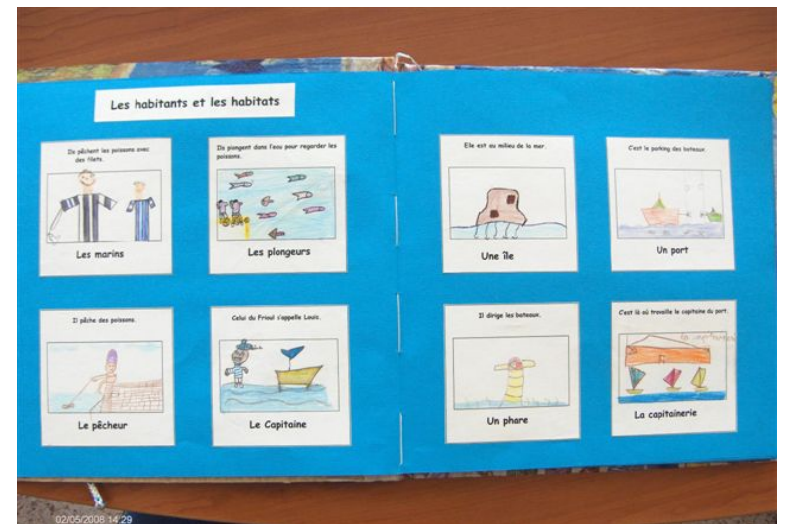 Les habitants et les habitats
Ils pêchent les poissons avec
des filets.
Les marins
Ils plongent dans l'eau pour regarder les
poissons.
Les plongeurs
Il pêche des poissons.
Le pêcheur
Celui du Frioul s'appelle Louis.
Le Capitaine
Elle est au milieu de la mer.
Une île
C'est le parking des bateaux.
Un port
Il dirige les bateaux.
Un phare
C'est là où travaille le capitaine du port.
la capitainerie
La capitainerie
02/05/2008 14:29